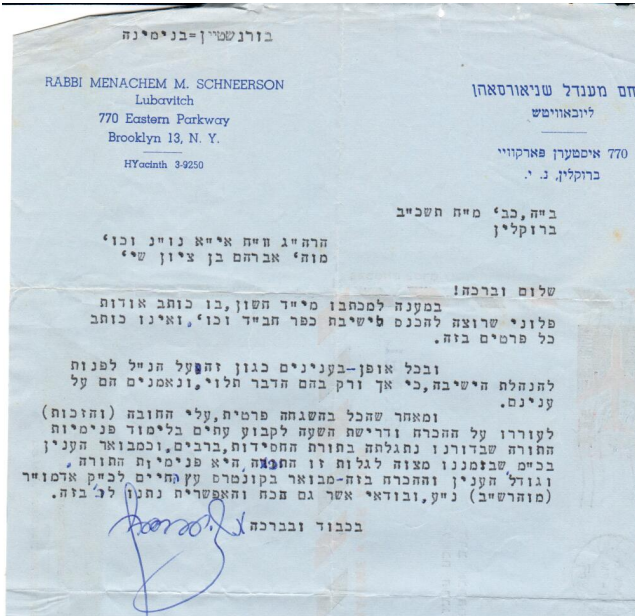 בורנשטיין=בנימינה
RABBI MENACHEM M. SCHNEERSON
Lubavitch
770 Eastern Parkway
Brooklyn 13, N. Y.
HYacinth 3-9250
חם מענדל שניאורסאהן
ליובאוויטש
770 איסטערן פארקוויי
ברוקלין, נ. י.
ב"ה, כב' מ"ח תשכ"ב
ברוקלין
הרה"ג וו"ח אי"א נו"נ וכו'
מוה' אברהם בן ציון שי'
שלום וברכה!
במענה למכתבו מי"ד חשון, בו כותב אודות
פלוני שרוצה להכנס לישיבת כפר חב"ד וכו', ואינו כותב
כל פרטים בזה.
ובכל אופן-בענינים כגון זה על הנ"ל לפנות
להנהלת הישיבה, כי אך ורק בהם הדבר תלוי, ונאמנים הם על
ענינם.
ומאחר שהכל בהשגחה פרטית, עלי החובה (והזכות)
לעוררו על ההכרח ודרישת השעה לקבוע עתים בלימוד פנימיות
התורה שבדורנו נתגלתה בתורת החסידות, ברבים, וכמבואר הענין
בכ"מ שבזמננו מצוה לגלות זו החכמה היא פנימיות התורה,
וגודל הענין וההכרח בזה-מבואר בקונטרס עץ החיים לכ"ק אדמו"ר
(מוהרש"ב) נ"ע, ובודאי אשר גם הכח והאפשרית נתנו לו בזה.
בכבוד ובברכה